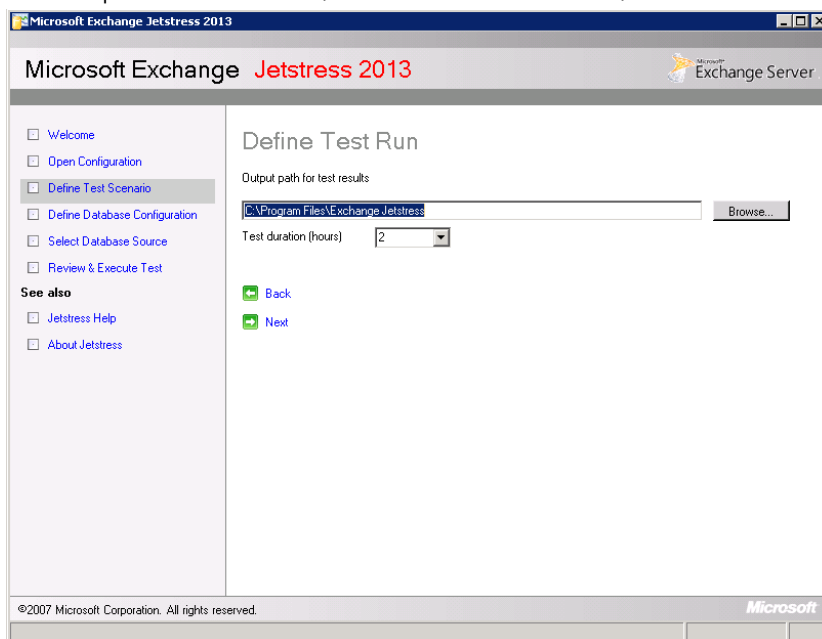 Microsoft Exchange Jetstress 2013
Microsoft Exchange Jetstress 2013
Microsoft
Exchange Server
Welcome
Open Configuration
Define Test Scenario
Define Database Configuration
Select Database Source
Review & Execute Test
See also
Jetstress Help
About Jetstress
Define Test Run
Output path for test results
C:\Program Files\Exchange Jetstress
Browse...
Test duration (hours) 2
Back
Next
©2007 Microsoft Corporation. All rights reserved.
Microsoft